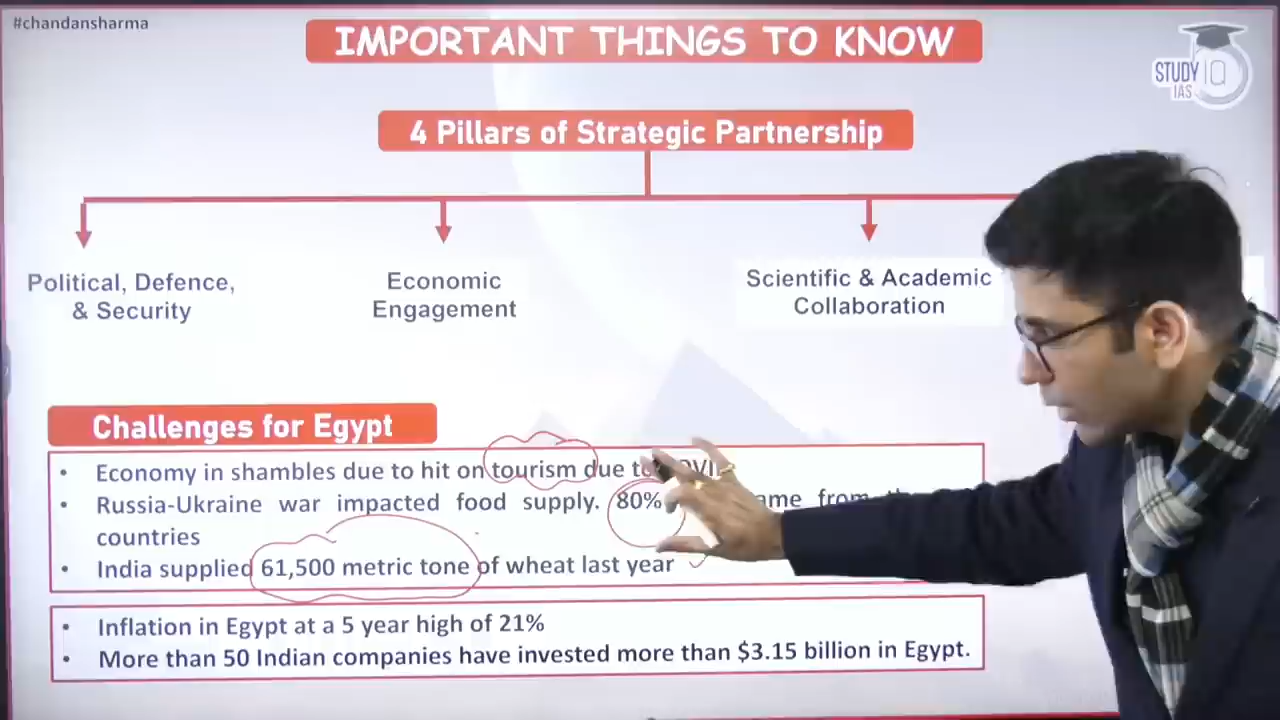 #chandansharma
IMPORTANT THINGS TO KNOW
STUDY IQ
IAS
4 Pillars of Strategic Partnership
Political, Defence,
& Security
Economic
Engagement
Scientific & Academic
Collaboration
Challenges for Egypt
• Economy in shambles due to hit on tourism due
• Russia-Ukraine war impacted food supply. 80% from
countries
• India supplied 61,500 metric tone of wheat last year
• Inflation in Egypt at a 5 year high of 21%
• More than 50 Indian companies have invested more than $3.15 billion in Egypt.